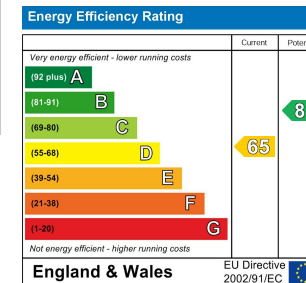 Energy Efficiency Rating
Current
Very energy efficient - lower running costs
(92 plus) A
(81-91) B
(69-80) C
(55-68) D
(39-54) E
(21-38) F
(1-20) G
65
Not energy efficient - higher running costs
England & Wales
EU Directive
2002/91/EC